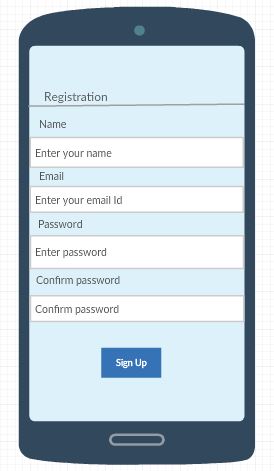 Registration
Name
Enter your name
Email
Enter your email Id
Password
Enter password
Confirm password
Confirm password
Sign Up